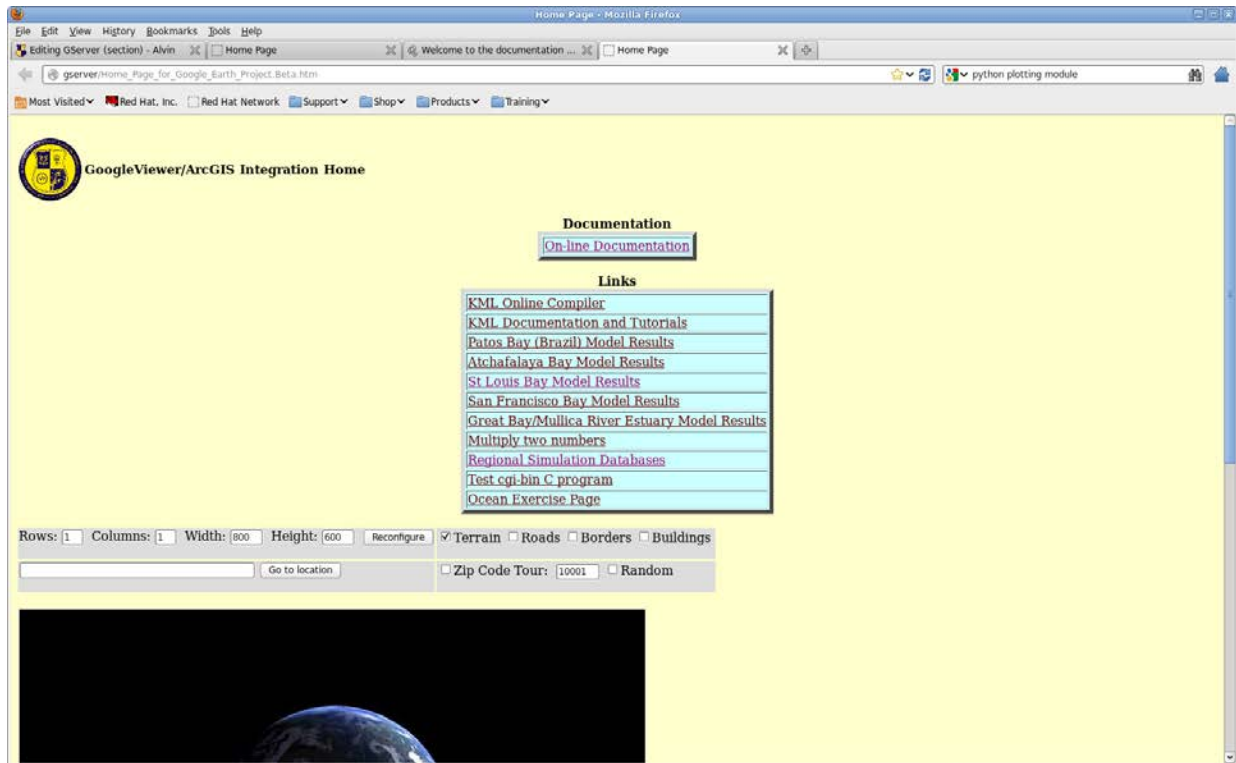 Home Page - Mozilla Firefox
File Edit View History Bookmarks Tools Help
Editing GServer (section) - Alvin Home Page Welcome to the documentation ... Home Page
gserver/Home_Page_for_Google_Earth_Project.Beta.htm python plotting module
Most Visited Red Hat, Inc. Red Hat Network Support Shop Products Training
GoogleViewer/ArcGIS Integration Home
Documentation
On-line Documentation
Links
KML Online Compiler
KML Documentation and Tutorials
Patos Bay (Brazil) Model Results
Atchafalaya Bay Model Results
St Louis Bay Model Results
San Francisco Bay Model Results
Great Bay/Mullica River Estuary Model Results
Multiply two numbers
Regional Simulation Databases
Test cgi-bin C program
Ocean Exercise Page
Rows: 1 Columns: 1 Width: 800 Height: 600 Reconfigure Terrain Roads Borders Buildings
Go to location Zip Code Tour: 10001 Random